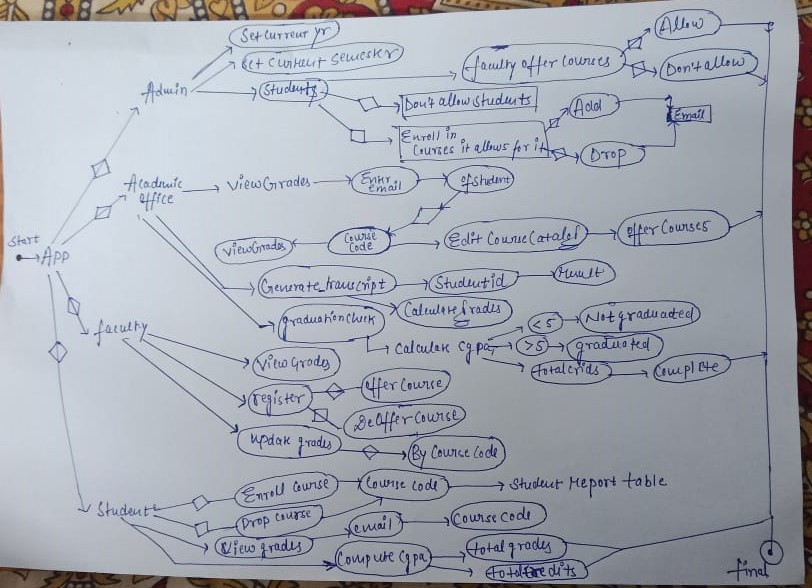 Set Current yr
Set Current Semester
Admin
Students
faculty offer Courses
Allow
Don't allow
Don't allow students
Enroll in
Courses it allows for it
Add
Drop
Email
Academic
office
View Grades
Enter
email
of student
View Grades
Course
Code
Edit Course Catalog
offer Courses
Start
App
Generate transcript
Student id
Result
graduation check
Calculate Grades
Calculate Cgpa
<5
Not graduated
>5
graduated
total crids
Complete
faculty
View Grades
register
offer Course
De Offer Course
update grades
By Course Code
Student
Enroll Course
Course code
Student Report table
Drop course
View grades
email
Course code
Compute Cgpa
total grades
total credits
final